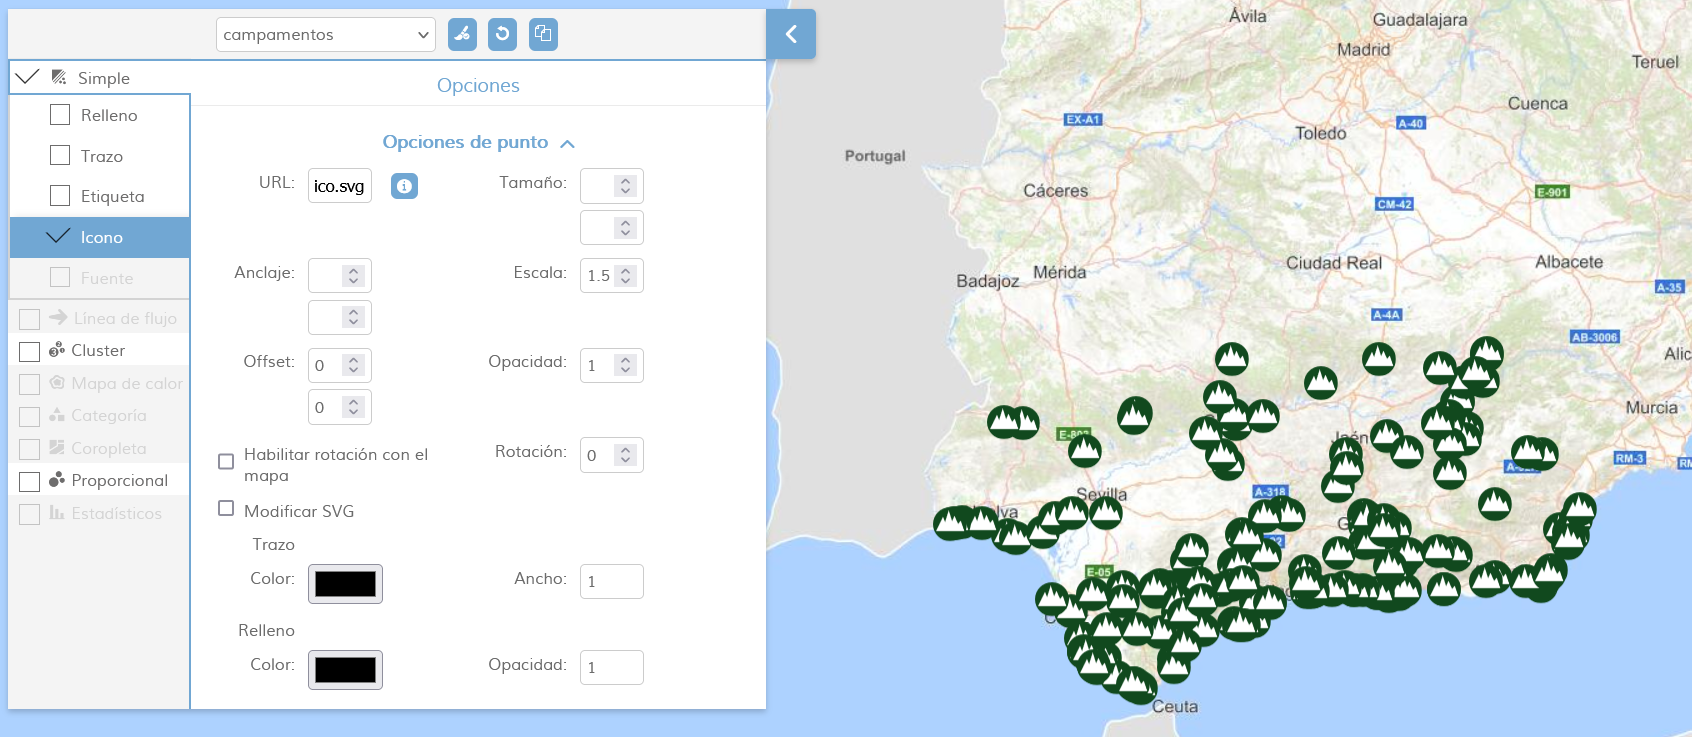 campamentos
Simple
Relleno
Trazo
Etiqueta
Icono
Fuente
Línea de flujo
Cluster
Mapa de calor
Categoría
Coropleta
Proporcional
Estadísticos
Opciones
Opciones de punto
URL: ico.svg
Tamaño:
Anclaje:
Escala: 1.5
Offset: 0
0
Opacidad: 1
Habilitar rotación con el
mapa
Rotación: 0
Modificar SVG
Trazo
Color:
Ancho: 1
Relleno
Color:
Opacidad: 1
Ávila
Guadalajara
Madrid
Teruel
Cuenca
EX-A1
A-40
Toledo
Portugal
Cáceres
E-901
CM-42
Ciudad Real
Albacete
Mérida
Badajoz
A-35
A-4A
AB-3006
Alic
Murcia
Jaén
RM-3
RM
Sevilla
A-318
E-05
Ceuta